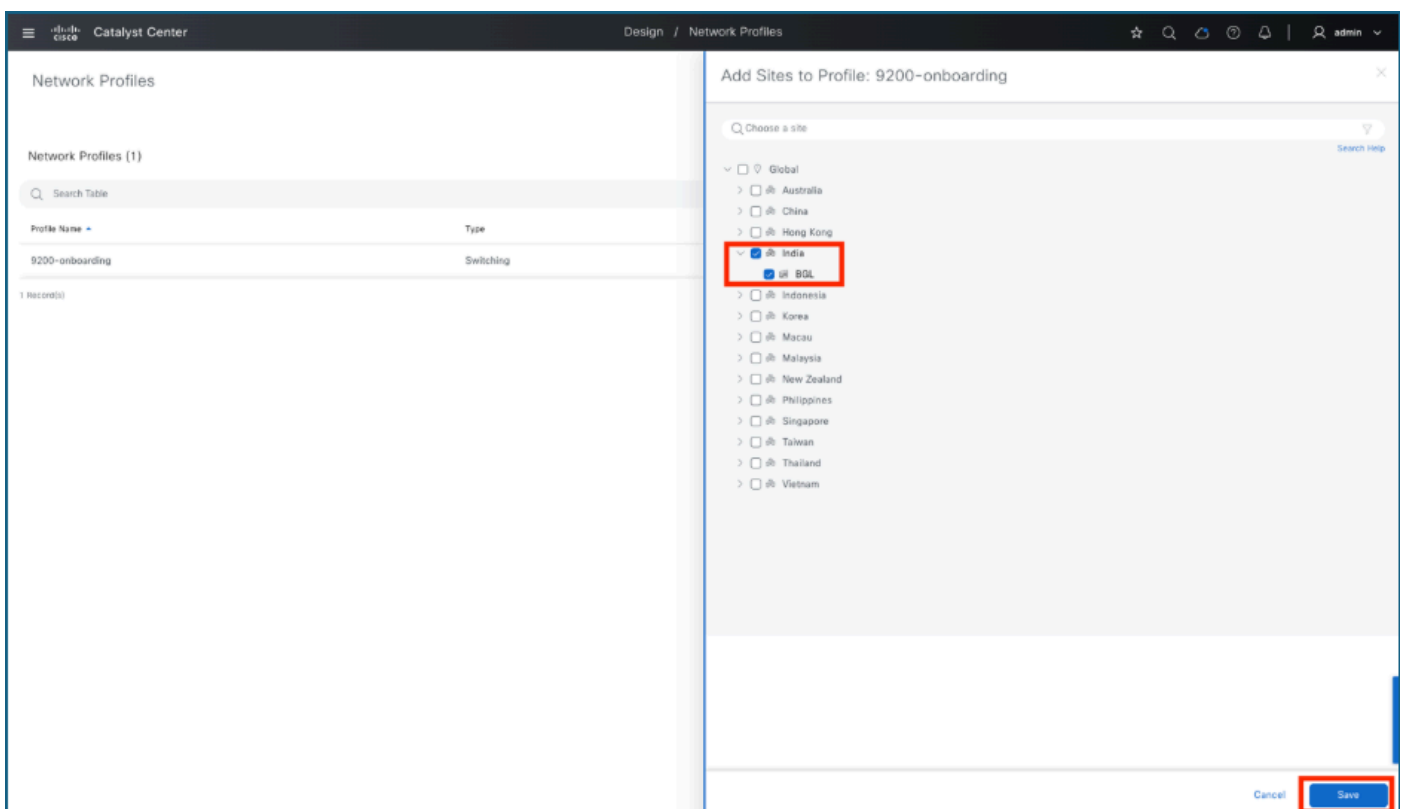 cisco Catalyst Center
Design / Network Profiles
admin
Network Profiles
Network Profiles (1)
Search Table
Profile Name Type
9200-onboarding Switching
1 Record(s)
Add Sites to Profile: 9200-onboarding
Choose a site
Search Help
Global
Australia
China
Hong Kong
India
BGL
Indonesia
Korea
Macau
Malaysia
New Zealand
Philippines
Singapore
Taiwan
Thailand
Vietnam
Cancel Save